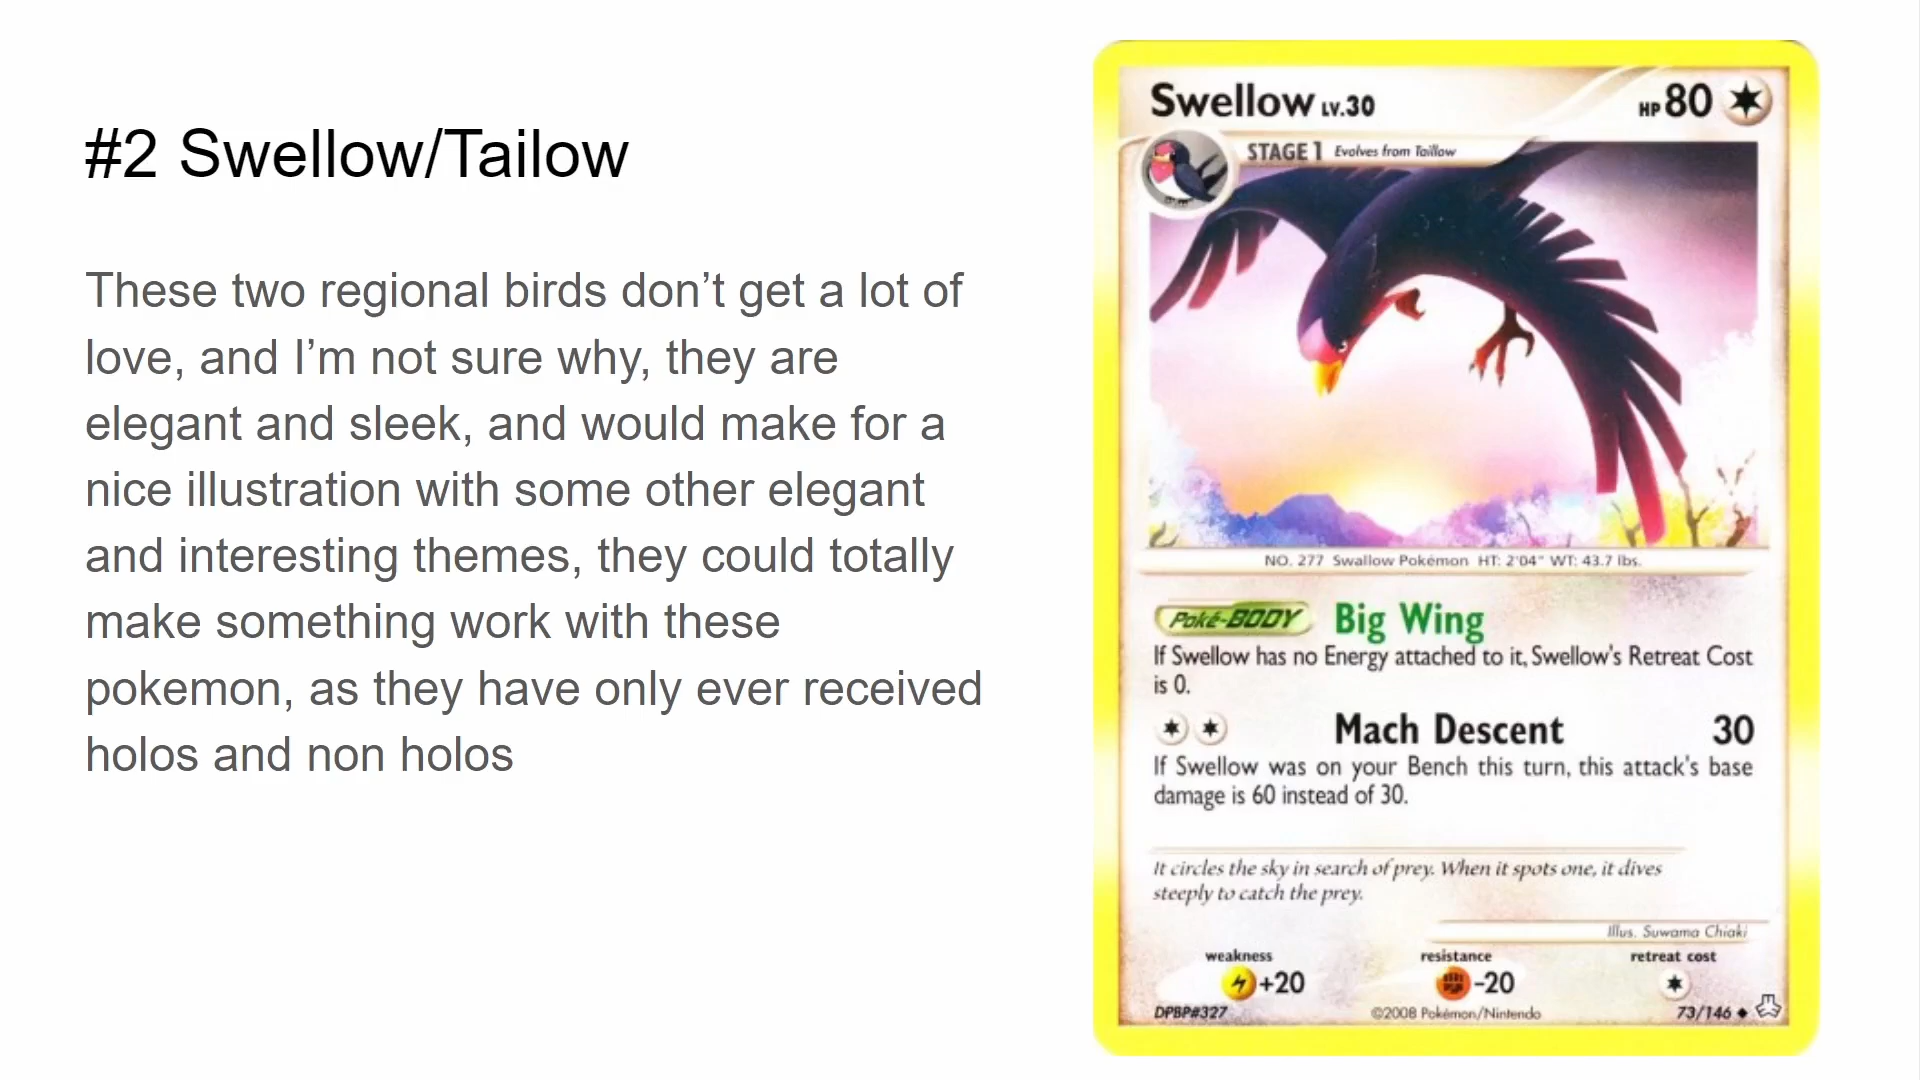 #2 Swellow/Tailow
These two regional birds don’t get a lot of
love, and I’m not sure why, they are
elegant and sleek, and would make for a
nice illustration with some other elegant
and interesting themes, they could totally
make something work with these
pokemon, as they have only ever received
holos and non holos
Swellow LV.30 HP 80
STAGE 1 Evolves from Taillow
NO. 277 Swallow Pokémon HT: 2'04" WT: 43.7 lbs.
Poké-BODY Big Wing
If Swellow has no Energy attached to it, Swellow's Retreat Cost
is 0.
Mach Descent 30
If Swellow was on your Bench this turn, this attack's base
damage is 60 instead of 30.
It circles the sky in search of prey. When it spots one, it dives
steeply to catch the prey.
Illus. Suwama Chiaki
weakness resistance retreat cost
+20 -20
DPBP#327 ©2008 Pokémon/Nintendo 73/146